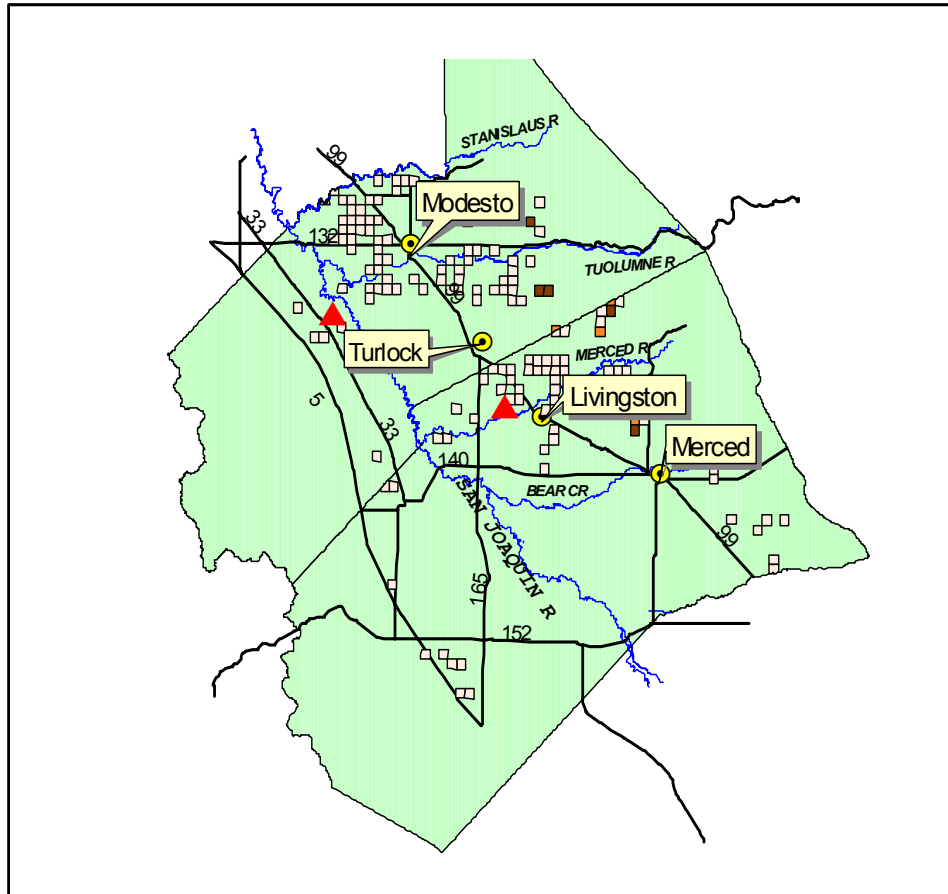 STANISLAUS R
99
Modesto
33
132
TUOLUMNE R
99
Turlock
MERCED R
5
Livingston
33
Merced
140
BEAR CR
SAN JOAQUIN R
99
165
152